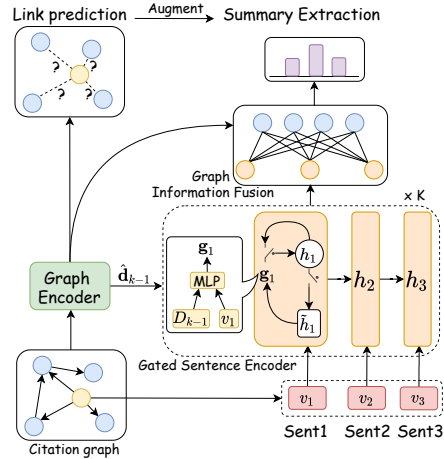 Link prediction
Augment
Summary Extraction
?
?
?
?
Graph
Information Fusion
x K
Graph
Encoder
d̂ₖ₋₁
g₁
MLP
Dₖ₋₁
v₁
g₁
h₁
h̃₁
h₂
h₃
Gated Sentence Encoder
v₁
v₂
v₃
Citation graph
Sent1
Sent2
Sent3